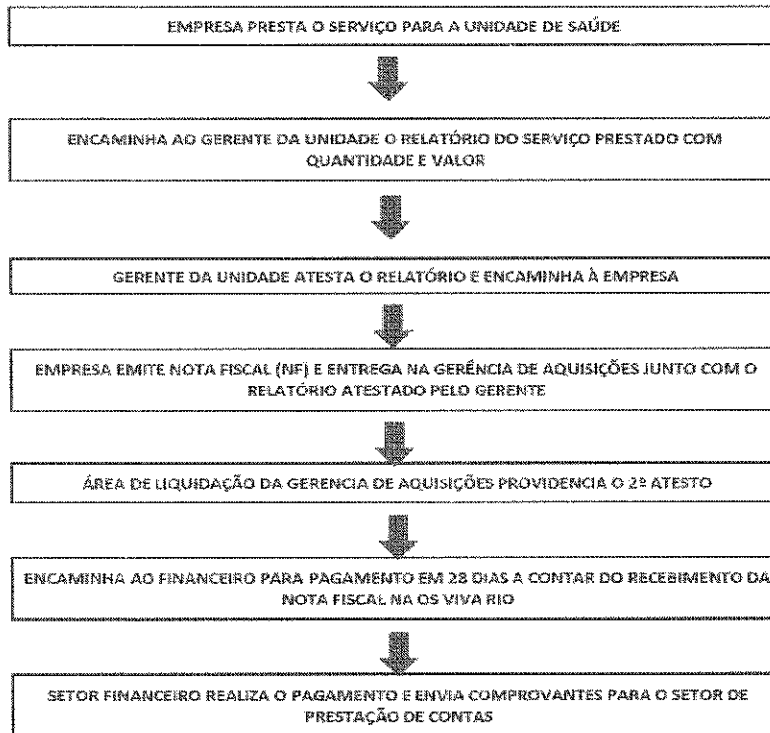 EMPRESA PRESTA O SERVIÇO PARA A UNIDADE DE SAÚDE
ENCAMINHA AO GERENTE DA UNIDADE O RELATÓRIO DO SERVIÇO PRESTADO COM
QUANTIDADE E VALOR
GERENTE DA UNIDADE ATESTA O RELATÓRIO E ENCAMINHA À EMPRESA
EMPRESA EMITE NOTA FISCAL (NF) E ENTREGA NA GERÊNCIA DE AQUISIÇÕES JUNTO COM O
RELATÓRIO ATESTADO PELO GERENTE
ÁREA DE LIQUIDAÇÃO DA GERENCIA DE AQUISIÇÕES PROVIDENCIA O 2º ATESTO
ENCAMINHA AO FINANCEIRO PARA PAGAMENTO EM 28 DIAS A CONTAR DO RECEBIMENTO DA
NOTA FISCAL NA OS VIVA RIO
SETOR FINANCEIRO REALIZA O PAGAMENTO E ENVIA COMPROVANTES PARA O SETOR DE
PRESTAÇÃO DE CONTAS